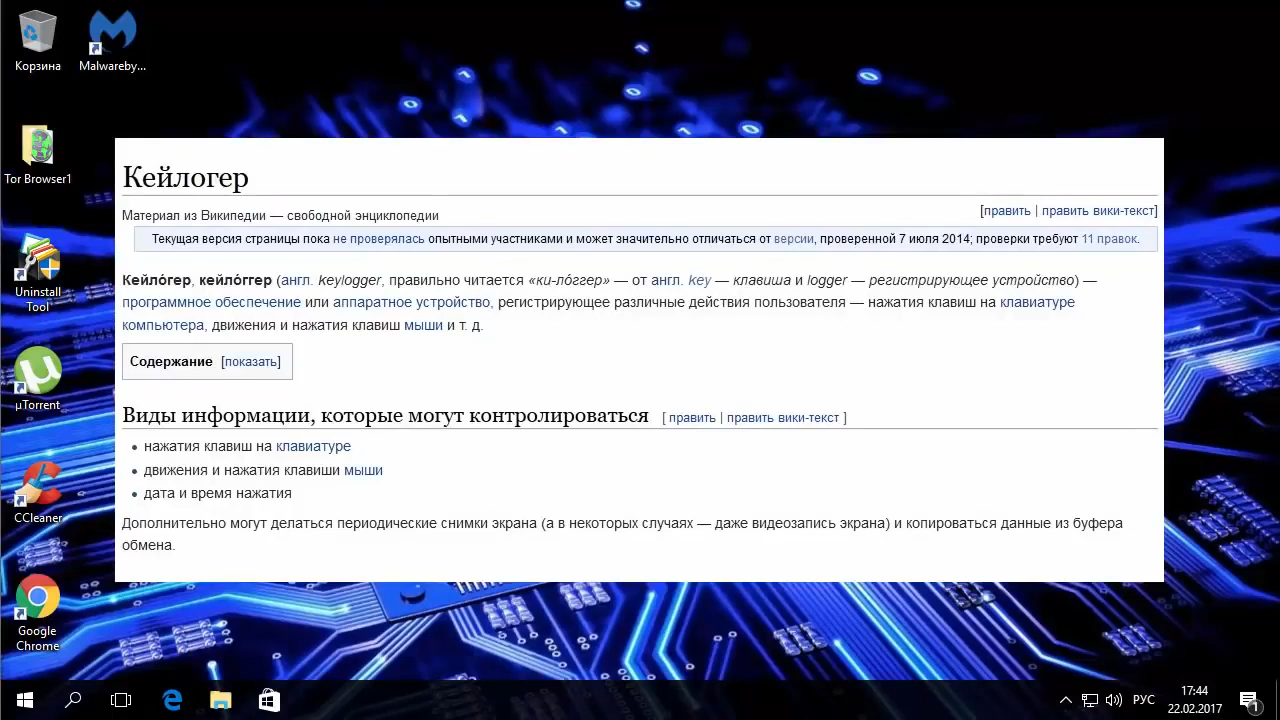 Корзина
Malwareby...
Tor Browser1
Uninstall
Tool
µTorrent
CCleaner
Google
Chrome
Кейлогер
Материал из Википедии — свободной энциклопедии
[править | править вики-текст]
Текущая версия страницы пока не проверялась опытными участниками и может значительно отличаться от версии, проверенной 7 июля 2014; проверки требуют 11 правок.
Кейло́гер, кейло́ггер (англ. keylogger, правильно читается «ки-ло́ггер» — от англ. key — клавиша и logger — регистрирующее устройство) —
программное обеспечение или аппаратное устройство, регистрирующее различные действия пользователя — нажатия клавиш на клавиатуре
компьютера, движения и нажатия клавиш мыши и т. д.
Содержание [показать]
Виды информации, которые могут контролироваться [ править | править вики-текст ]
• нажатия клавиш на клавиатуре
• движения и нажатия клавиши мыши
• дата и время нажатия
Дополнительно могут делаться периодические снимки экрана (а в некоторых случаях — даже видеозапись экрана) и копироваться данные из буфера
обмена.
РУС
17:44
22.02.2017
1